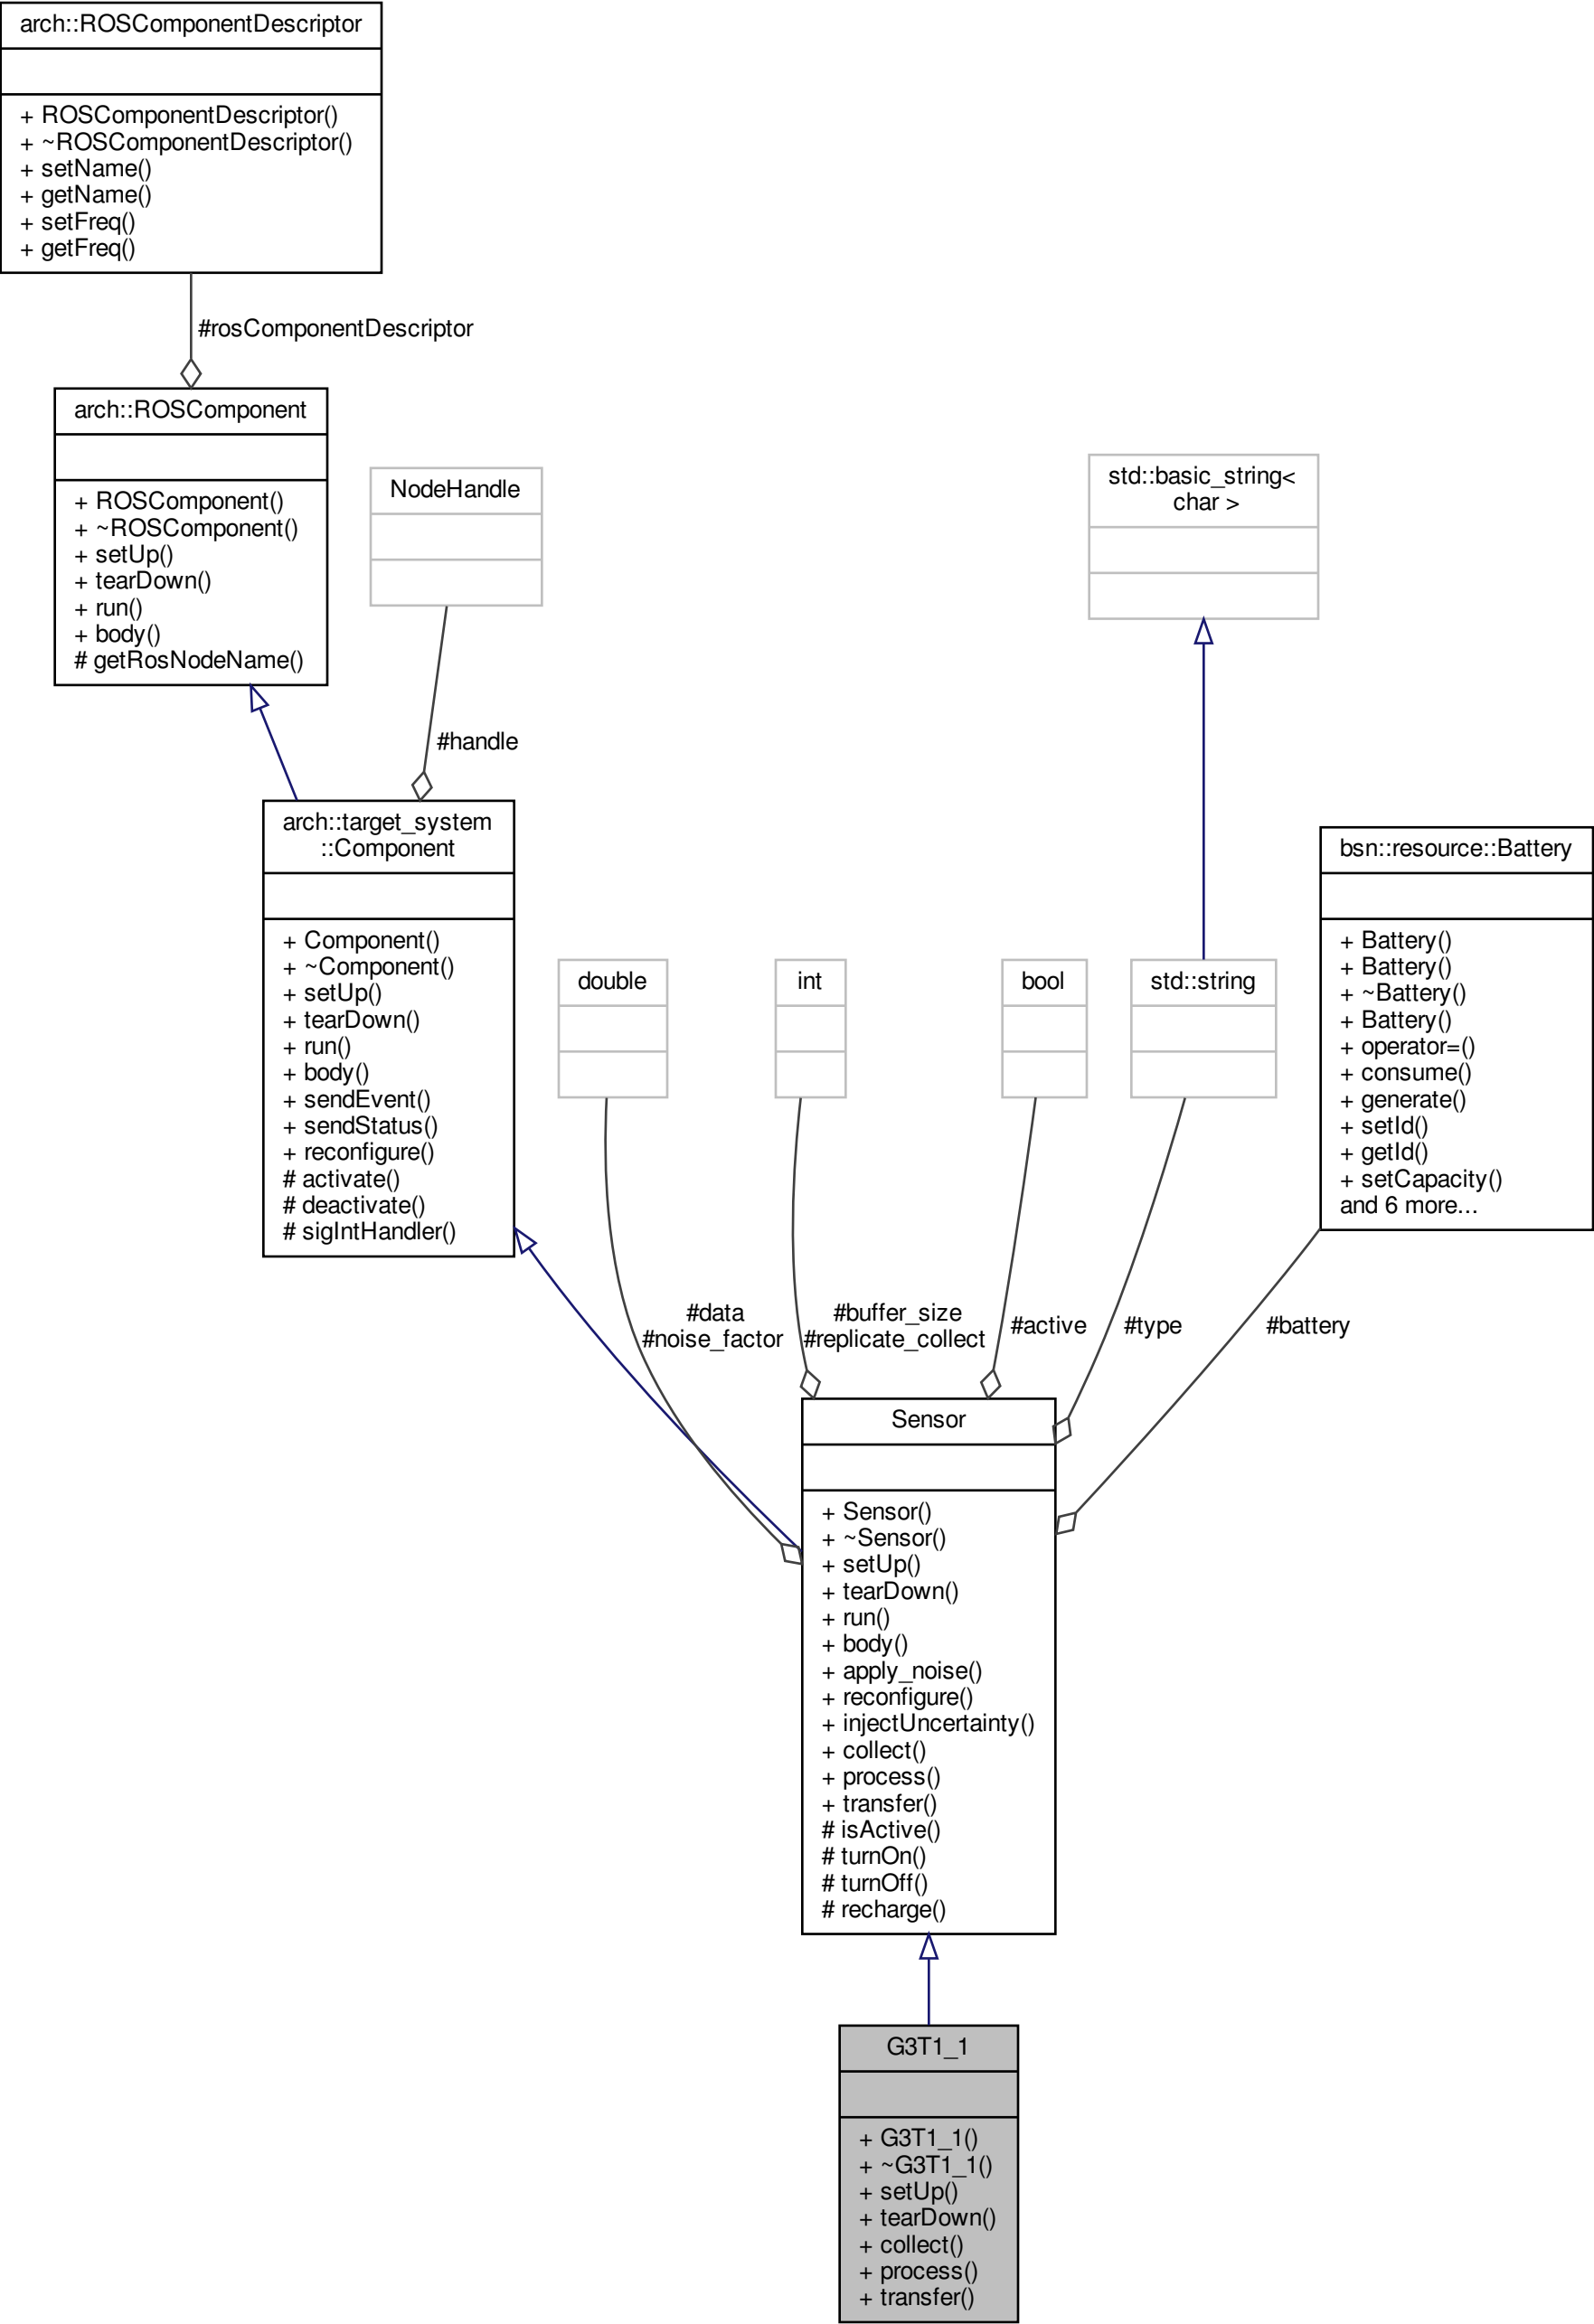 arch::ROSComponentDescriptor
+ ROSComponentDescriptor()
+ ~ROSComponentDescriptor()
+ setName()
+ getName()
+ setFreq()
+ getFreq()
#rosComponentDescriptor
arch::ROSComponent
+ ROSComponent()
+ ~ROSComponent()
+ setUp()
+ tearDown()
+ run()
+ body()
# getRosNodeName()
NodeHandle
#handle
std::basic_string<
char >
arch::target_system
::Component
+ Component()
+ ~Component()
+ setUp()
+ tearDown()
+ run()
+ body()
+ sendEvent()
+ sendStatus()
+ reconfigure()
# activate()
# deactivate()
# sigIntHandler()
double
int
bool
std::string
bsn::resource::Battery
+ Battery()
+ Battery()
+ ~Battery()
+ Battery()
+ operator=()
+ consume()
+ generate()
+ setId()
+ getId()
+ setCapacity()
and 6 more...
#data
#noise_factor
#buffer_size
#replicate_collect
#active
#type
#battery
Sensor
+ Sensor()
+ ~Sensor()
+ setUp()
+ tearDown()
+ run()
+ body()
+ apply_noise()
+ reconfigure()
+ injectUncertainty()
+ collect()
+ process()
+ transfer()
# isActive()
# turnOn()
# turnOff()
# recharge()
G3T1_1
+ G3T1_1()
+ ~G3T1_1()
+ setUp()
+ tearDown()
+ collect()
+ process()
+ transfer()